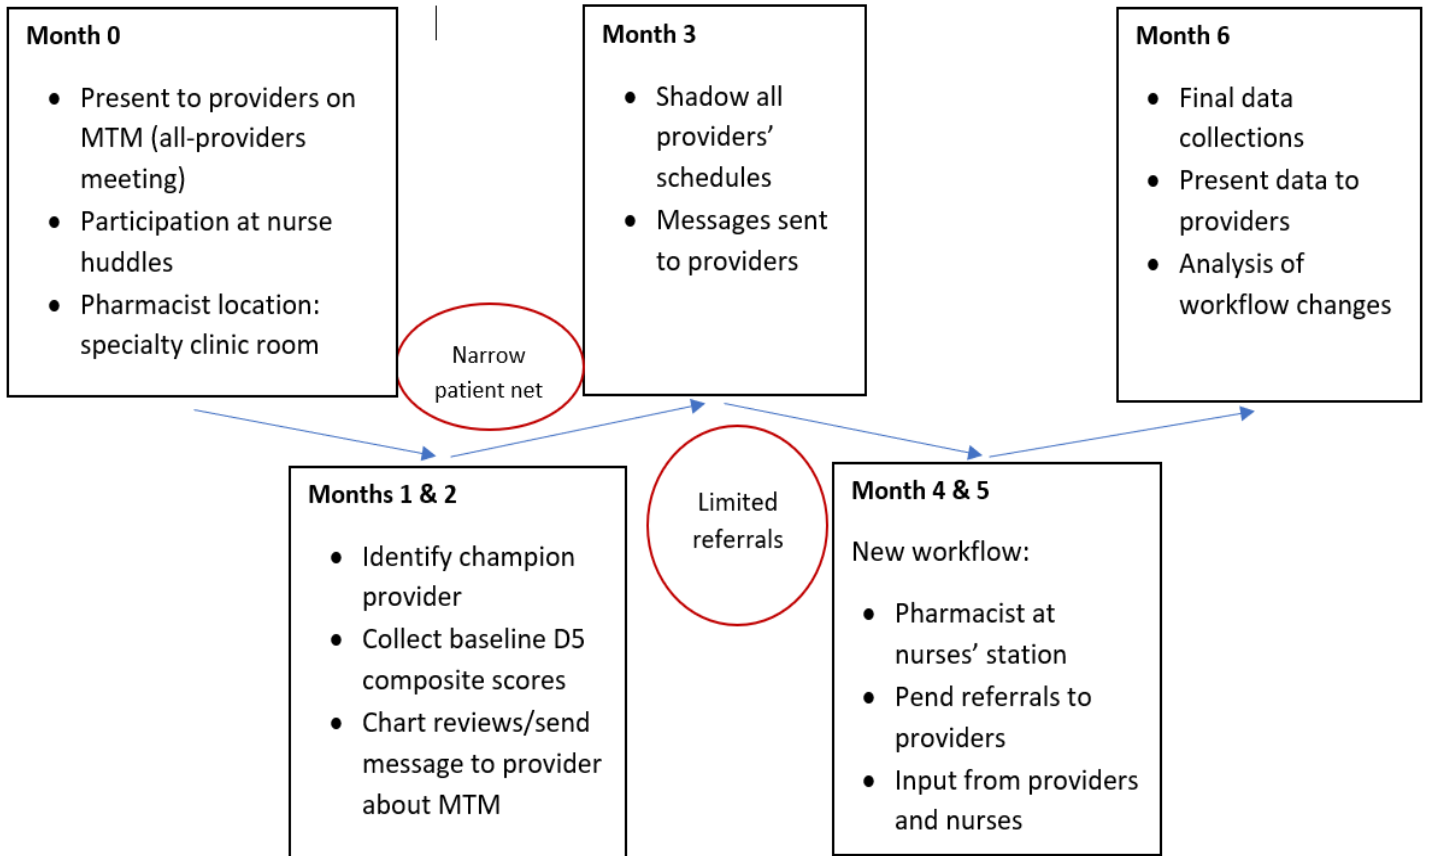 Month 0
• Present to providers on
MTM (all-providers
meeting)
• Participation at nurse
huddles
• Pharmacist location:
specialty clinic room
Narrow
patient net
Months 1 & 2
• Identify champion
provider
• Collect baseline D5
composite scores
• Chart reviews/send
message to provider
about MTM
Month 3
• Shadow all
providers’
schedules
• Messages sent
to providers
Limited
referrals
Month 4 & 5
New workflow:
• Pharmacist at
nurses’ station
• Pend referrals to
providers
• Input from providers
and nurses
Month 6
• Final data
collections
• Present data to
providers
• Analysis of
workflow changes